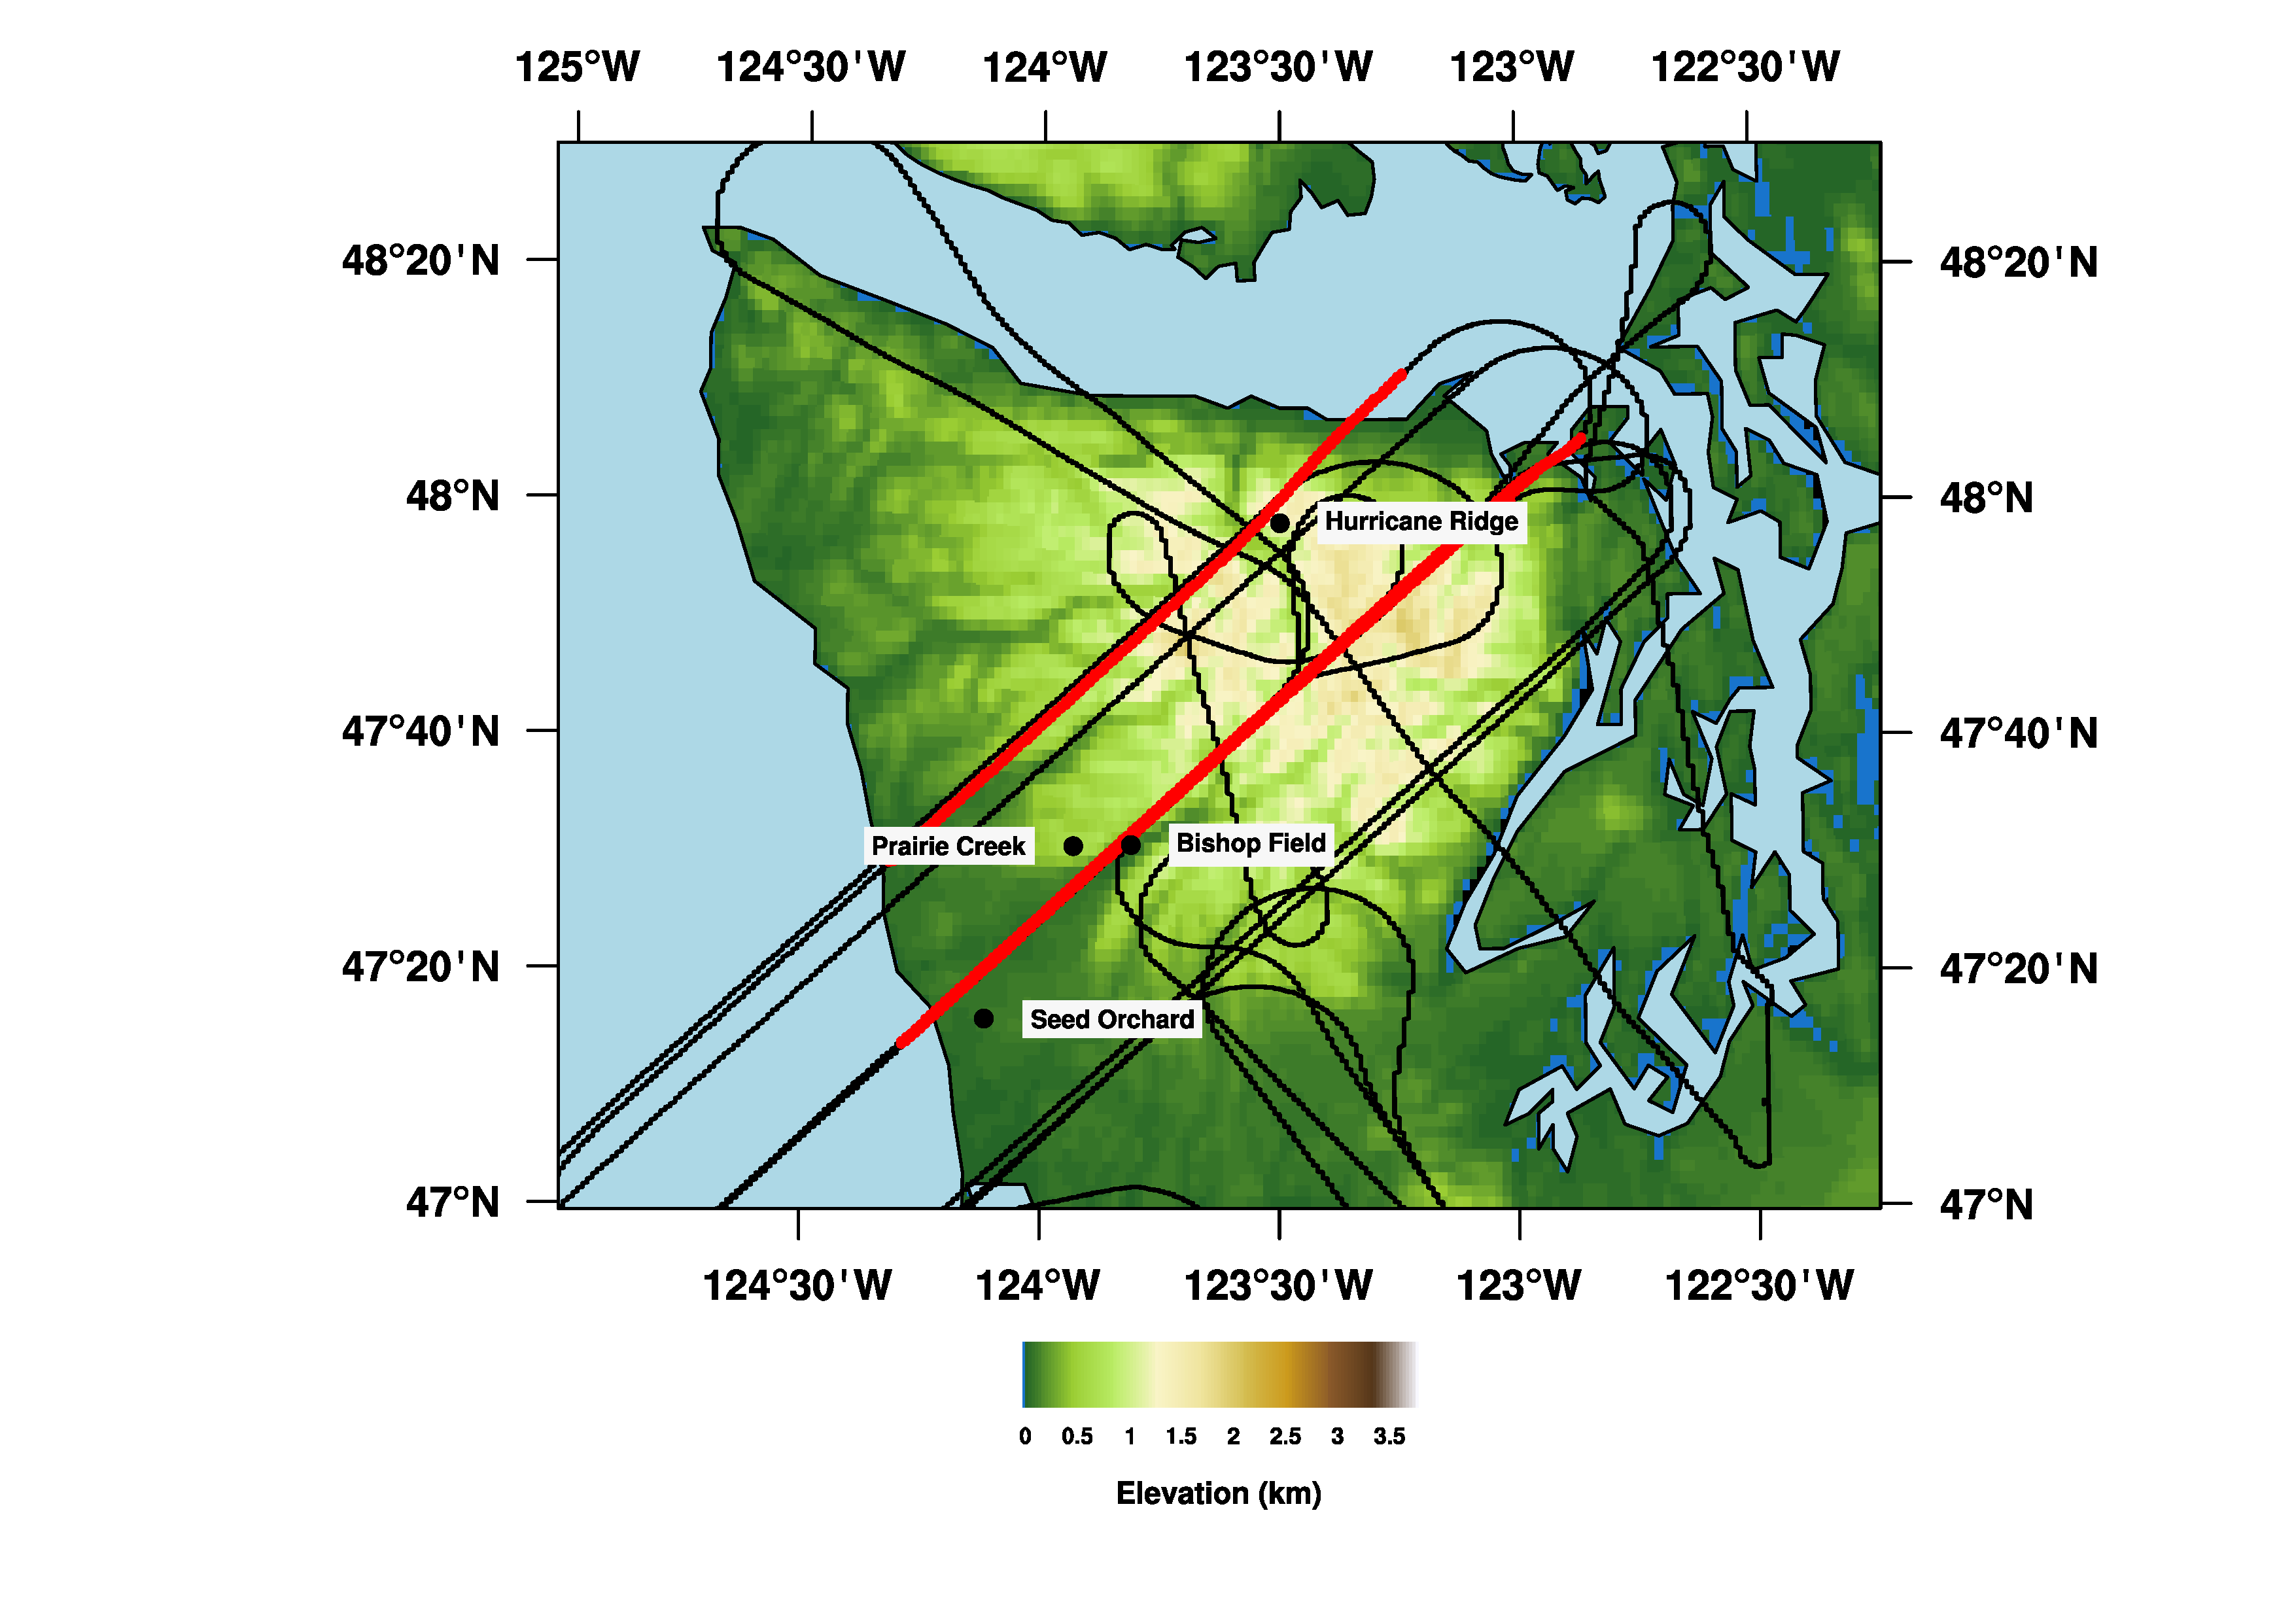 125°W 124°30'W 124°W 123°30'W 123°W 122°30'W
48°20'N 48°20'N
48°N 48°N
Hurricane Ridge
47°40'N 47°40'N
Prairie Creek Bishop Field
47°20'N 47°20'N
Seed Orchard
47°N 47°N
124°30'W 124°W 123°30'W 123°W 122°30'W
0 0.5 1 1.5 2 2.5 3 3.5
Elevation (km)